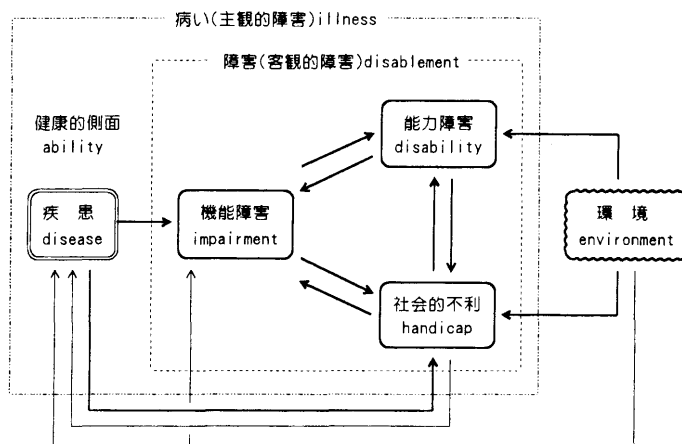 病い(主観的障害)illness
障害(客観的障害)disablement
健康的側面
ability
能力障害
disability
疾 患
disease
機能障害
impairment
環 境
environment
社会的不利
handicap